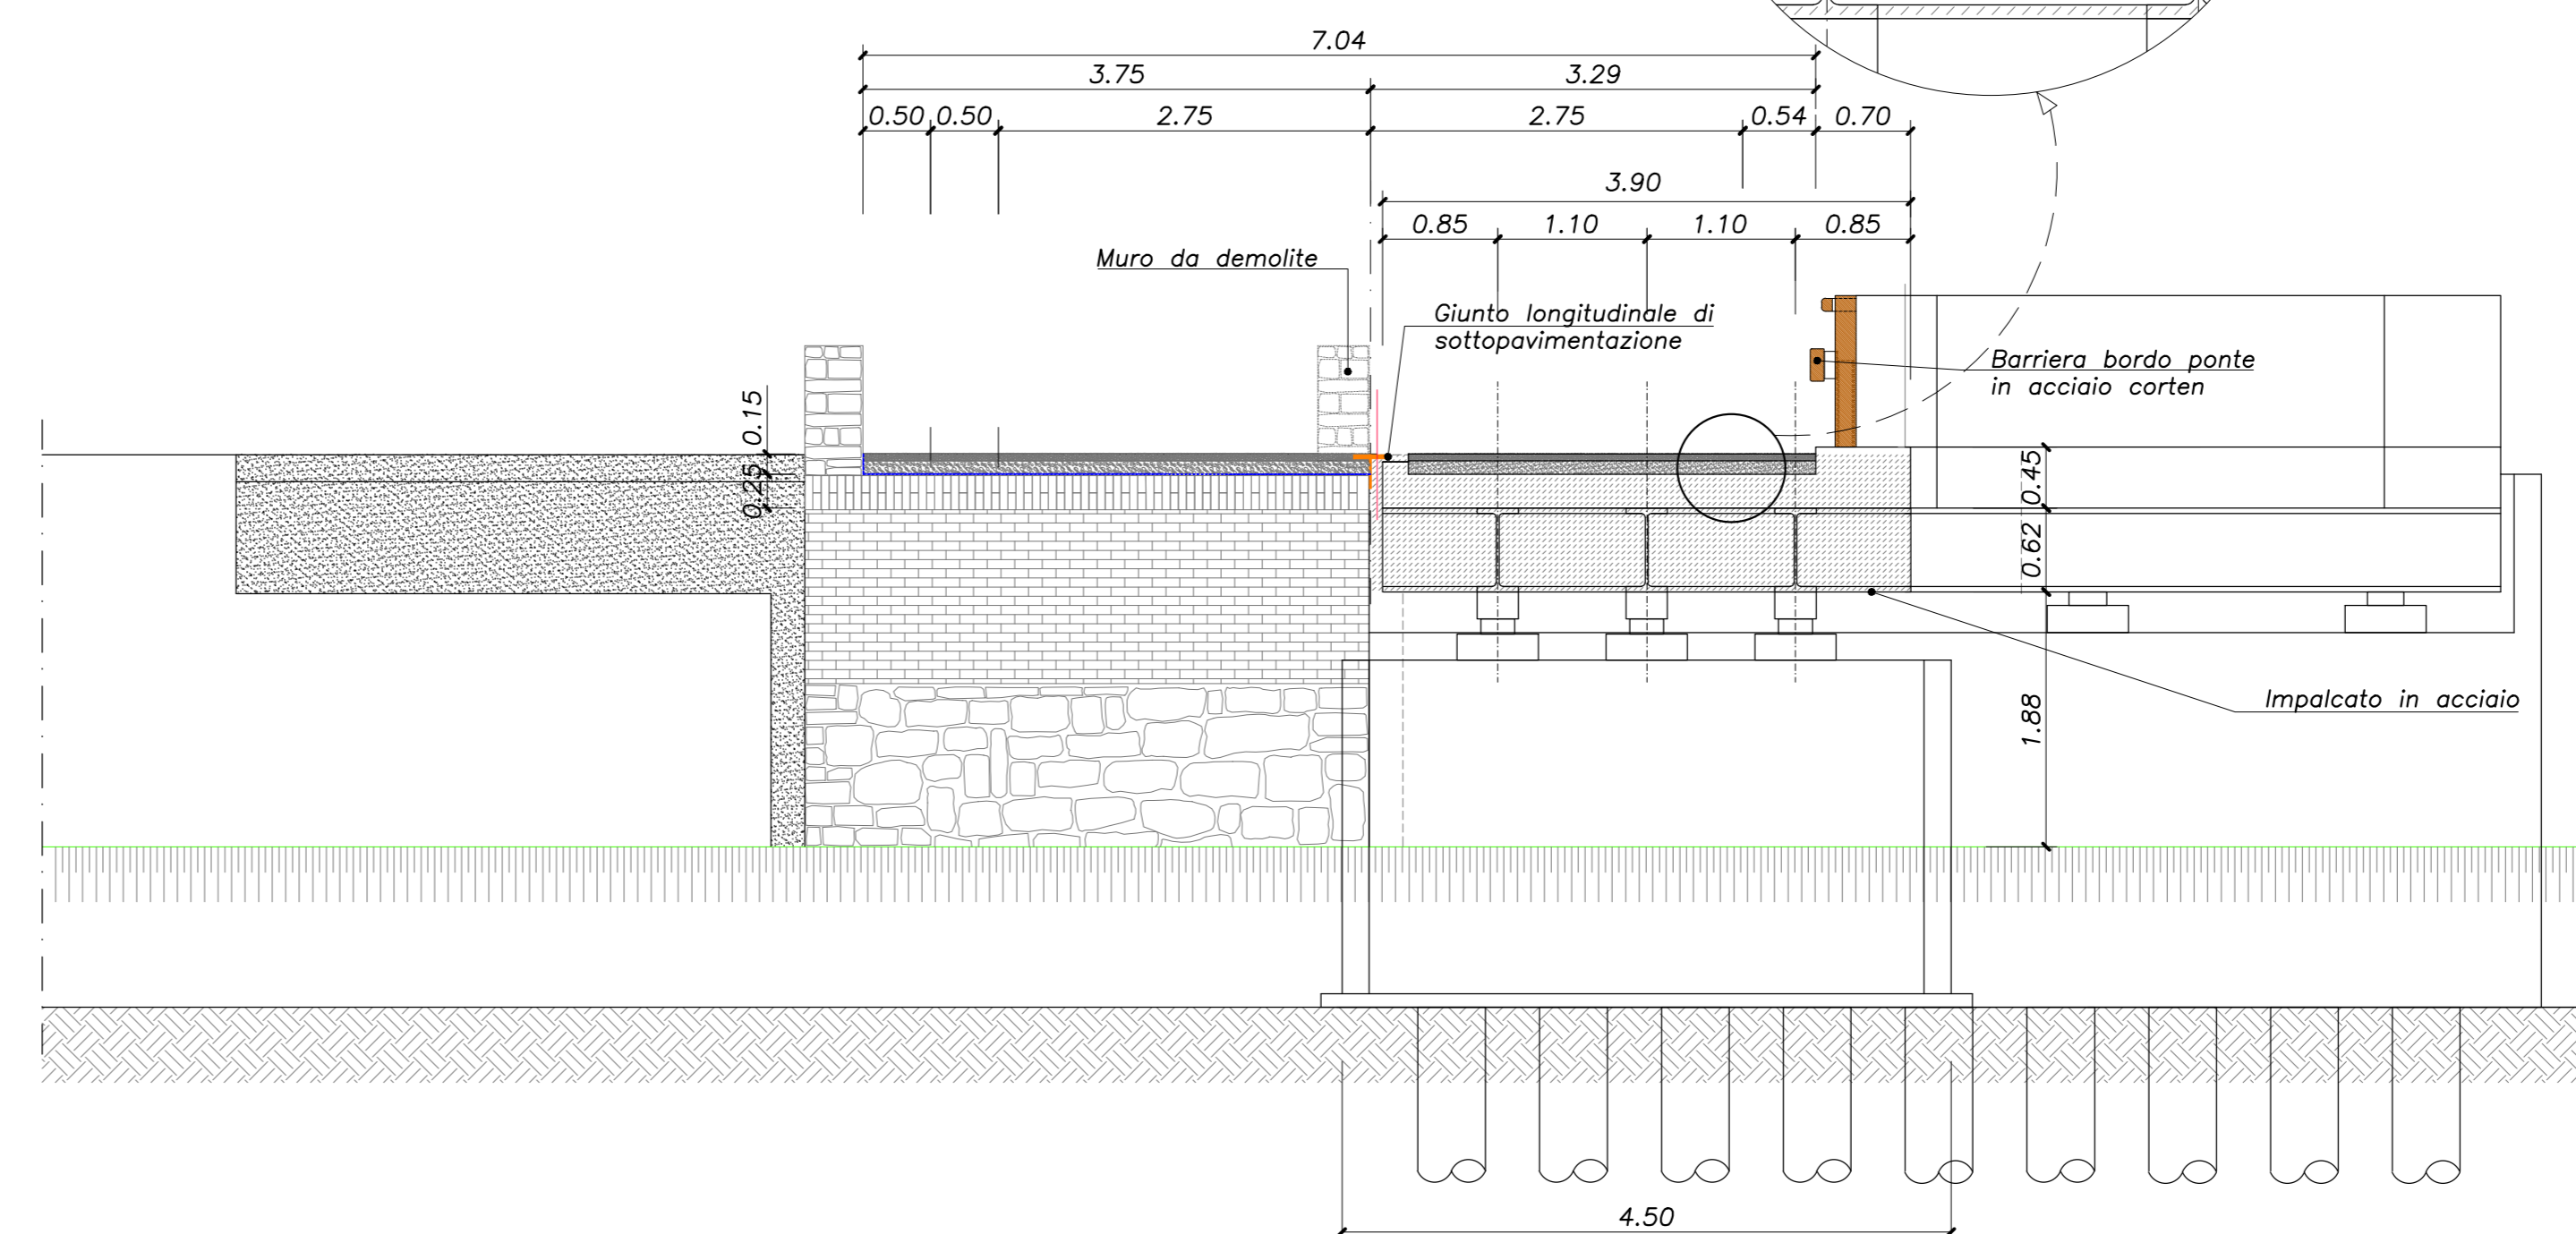 7.04
3.75 3.29
0.50 0.50 2.75 2.75 0.54 0.70
3.90
0.85 1.10 1.10 0.85
Muro da demolite
Giunto longitudinale di
sottopavimentazione
Barriera bordo ponte
in acciaio corten
0.15
0.25
0.45
0.62
1.88
Impalcato in acciaio
4.50